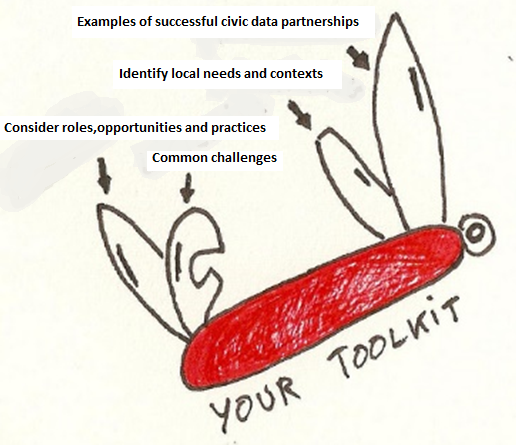 Examples of successful civic data partnerships
Identify local needs and contexts
Consider roles,opportunities and practices
Common challenges
YOUR TOOLKIT